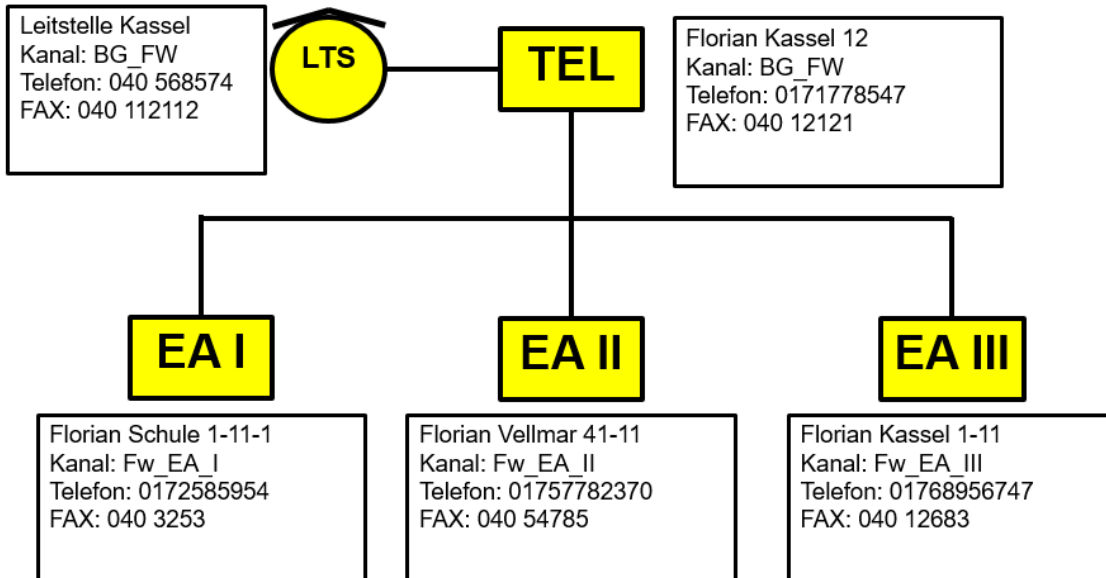 Leitstelle Kassel
Kanal: BG_FW
Telefon: 040 568574
FAX: 040 112112
LTS
TEL
Florian Kassel 12
Kanal: BG_FW
Telefon: 0171778547
FAX: 040 12121
EA I
EA II
EA III
Florian Schule 1-11-1
Kanal: Fw_EA_I
Telefon: 0172585954
FAX: 040 3253
Florian Vellmar 41-11
Kanal: Fw_EA_II
Telefon: 01757782370
FAX: 040 54785
Florian Kassel 1-11
Kanal: Fw_EA_III
Telefon: 01768956747
FAX: 040 12683